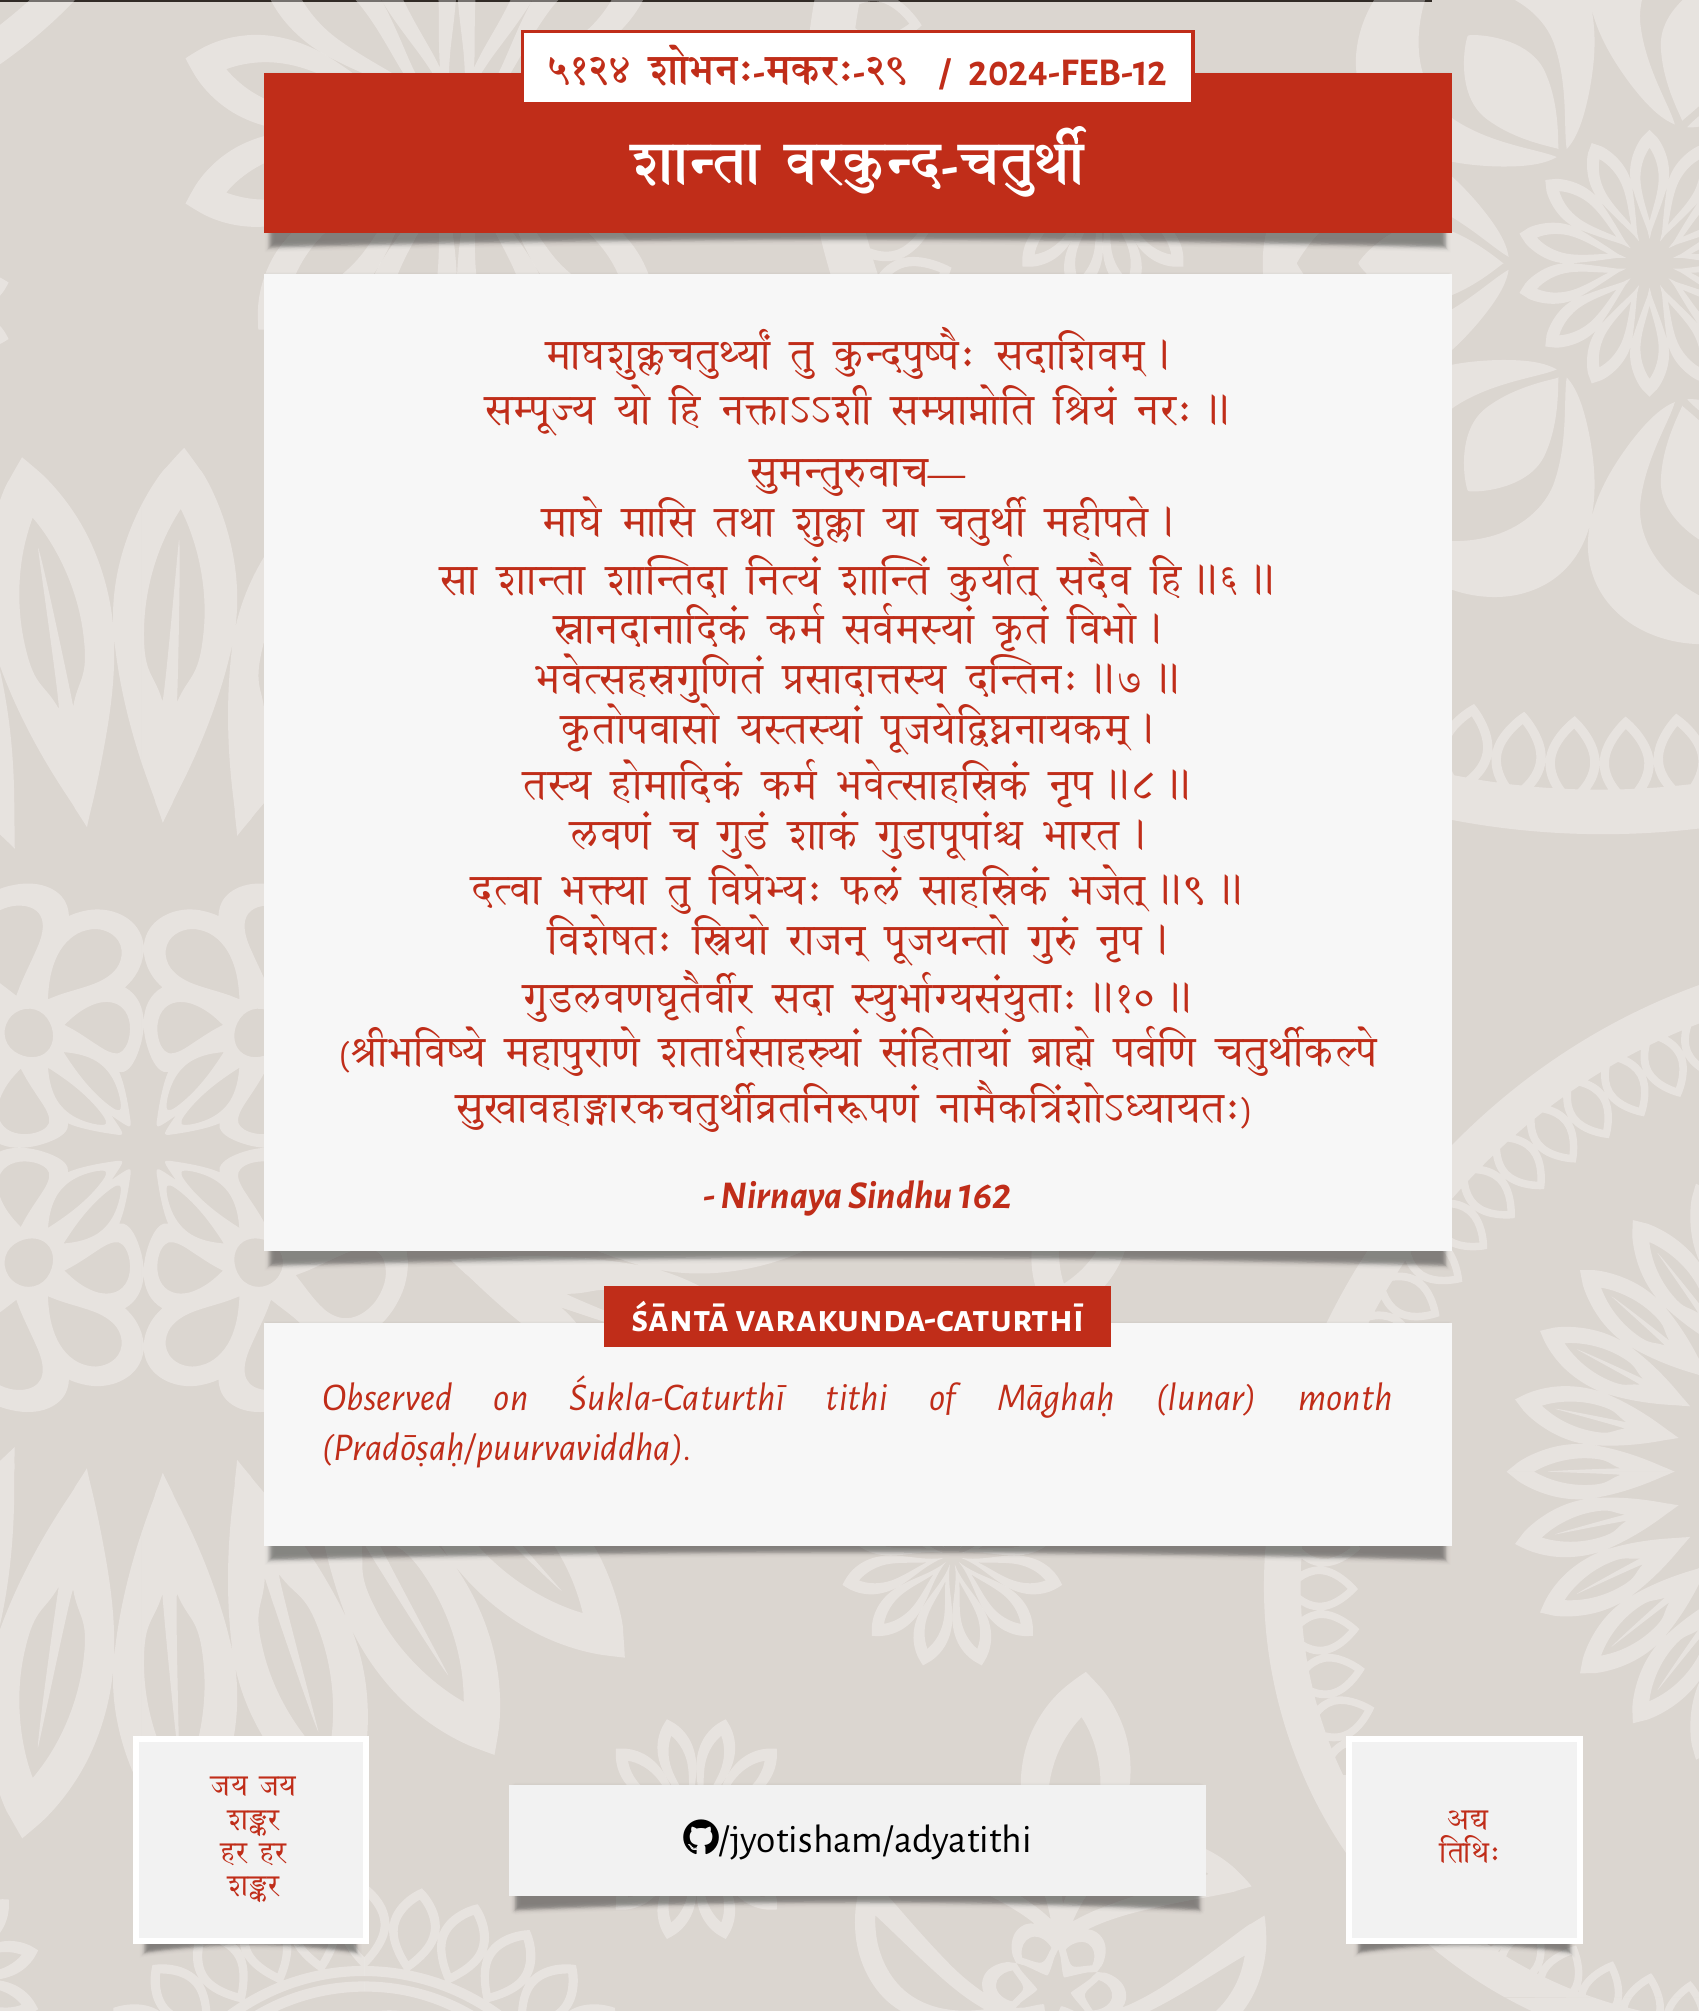 ५१२४ शोभनः-मकरः-२९ / 2024-FEB-12
शान्ता वरकुन्द-चतुर्थी
माघशुक्लचतुर्थ्यां तु कुन्दपुष्पैः सदाशिवम् ।
सम्पूज्य यो हि नक्ताऽऽशी सम्प्राप्नोति श्रियं नरः ॥
सुमन्तुरुवाच—
माघे मासि तथा शुक्ला या चतुर्थी महीपते ।
सा शान्ता शान्तिदा नित्यं शान्तिं कुर्यात् सदैव हि ॥६ ॥
स्नानदानादिकं कर्म सर्वमस्यां कृतं विभो ।
भवेत्सहस्रगुणितं प्रसादात्तस्य दन्तिनः ॥७ ॥
कृतोपवासो यस्तस्यां पूजयेद्विघ्ननायकम् ।
तस्य होमादिकं कर्म भवेत्साहस्रिकं नृप ॥८ ॥
लवणं च गुडं शाकं गुडापूपांश्च भारत ।
दत्वा भक्त्या तु विप्रेभ्यः फलं साहस्रिकं भजेत् ॥९ ॥
विशेषतः स्त्रियो राजन् पूजयन्तो गुरुं नृप ।
गुडलवणघृतैर्वीर सदा स्युर्भाग्यसंयुताः ॥१० ॥
(श्रीभविष्ये महापुराणे शतार्धसाहस्र्यां संहितायां ब्राह्मे पर्वणि चतुर्थीकल्पे
सुखावहाङ्गारकचतुर्थीव्रतनिरूपणं नामैकत्रिंशोऽध्यायतः)
- Nirnaya Sindhu 162
ŚĀNTĀ VARAKUNDA-CATURTHĪ
Observed on Śukla-Caturthī tithi of Māghaḥ (lunar) month
(Pradōṣaḥ/puurvaviddha).
जय जय
शङ्कर
हर हर
शङ्कर
/jyotisham/adyatithi
अद्य
तिथिः